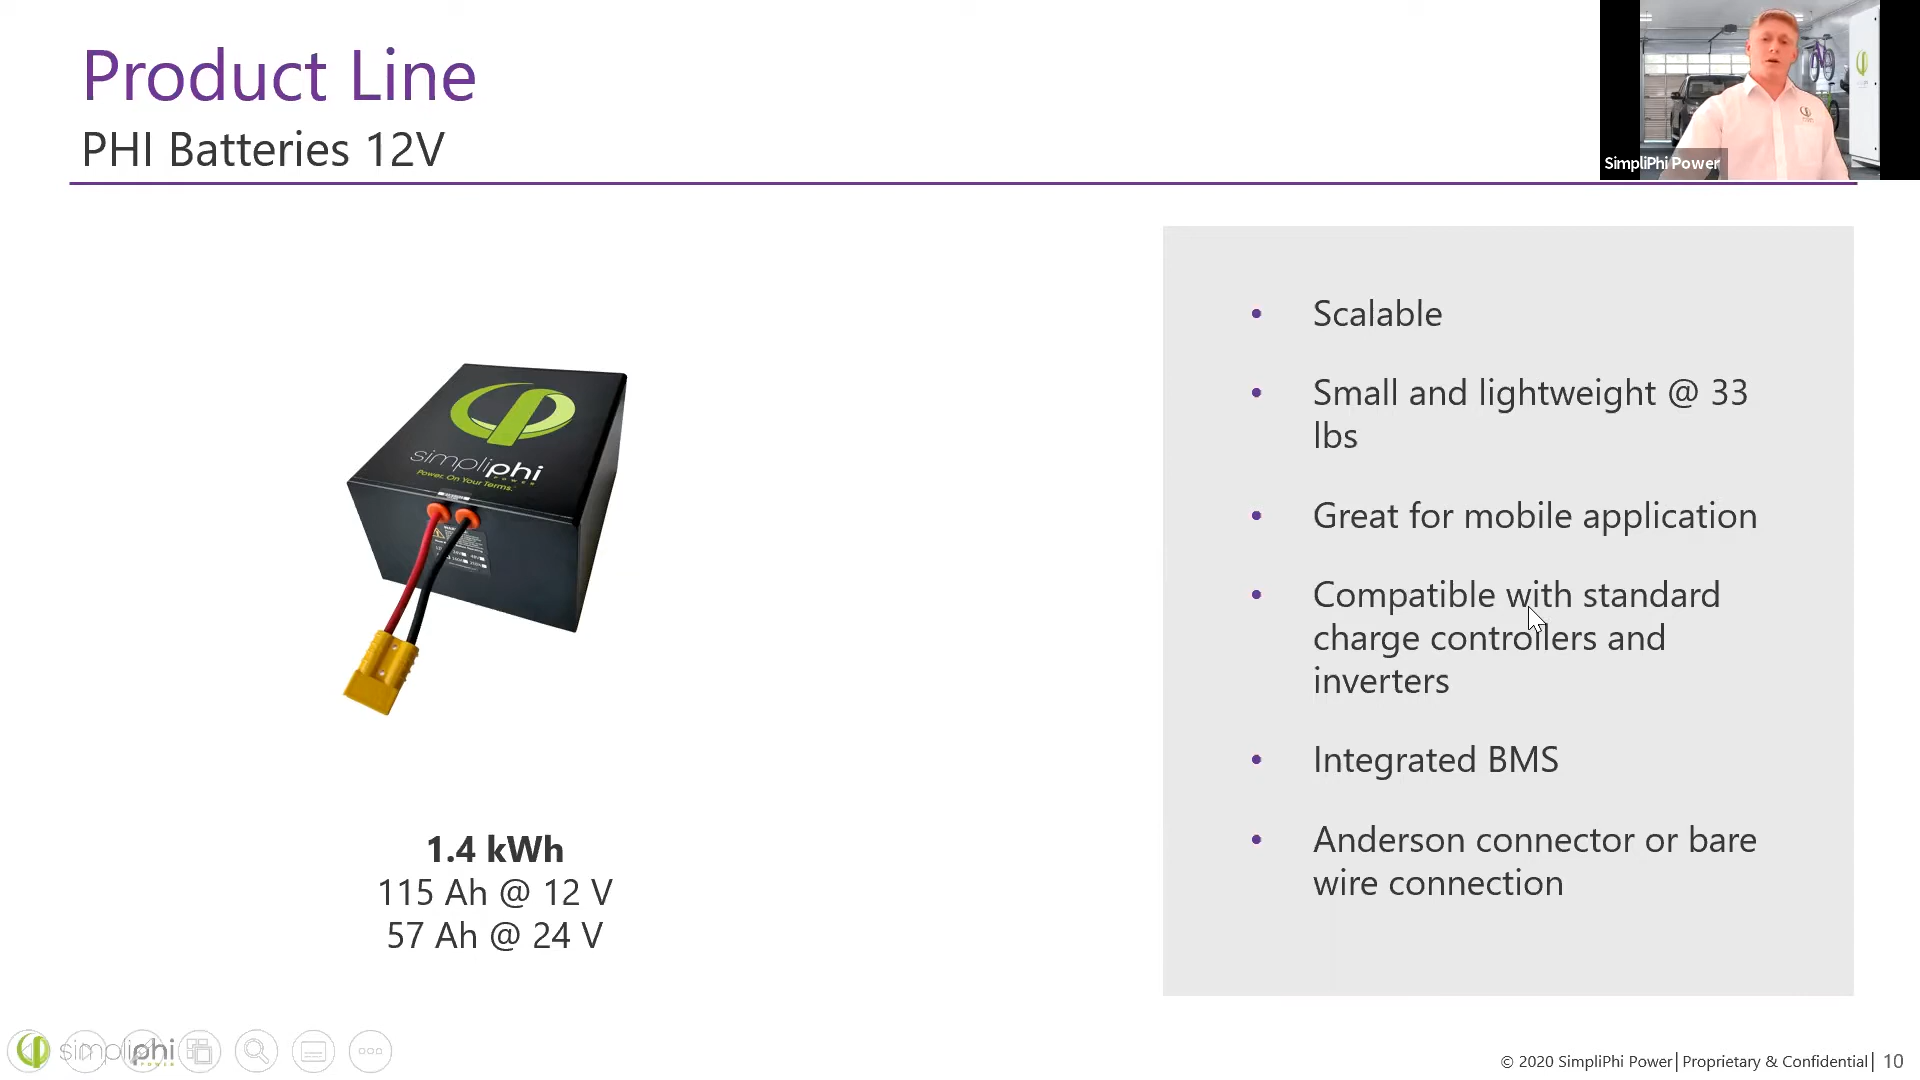 Product Line
PHI Batteries 12V
SimpliPhi Power
simpliphi
POWER
Power. On Your Terms.
1.4 kWh
115 Ah @ 12 V
57 Ah @ 24 V
• Scalable
• Small and lightweight @ 33
lbs
• Great for mobile application
• Compatible with standard
charge controllers and
inverters
• Integrated BMS
• Anderson connector or bare
wire connection
simpliphi
POWER
© 2020 SimpliPhi Power| Proprietary & Confidential| 10